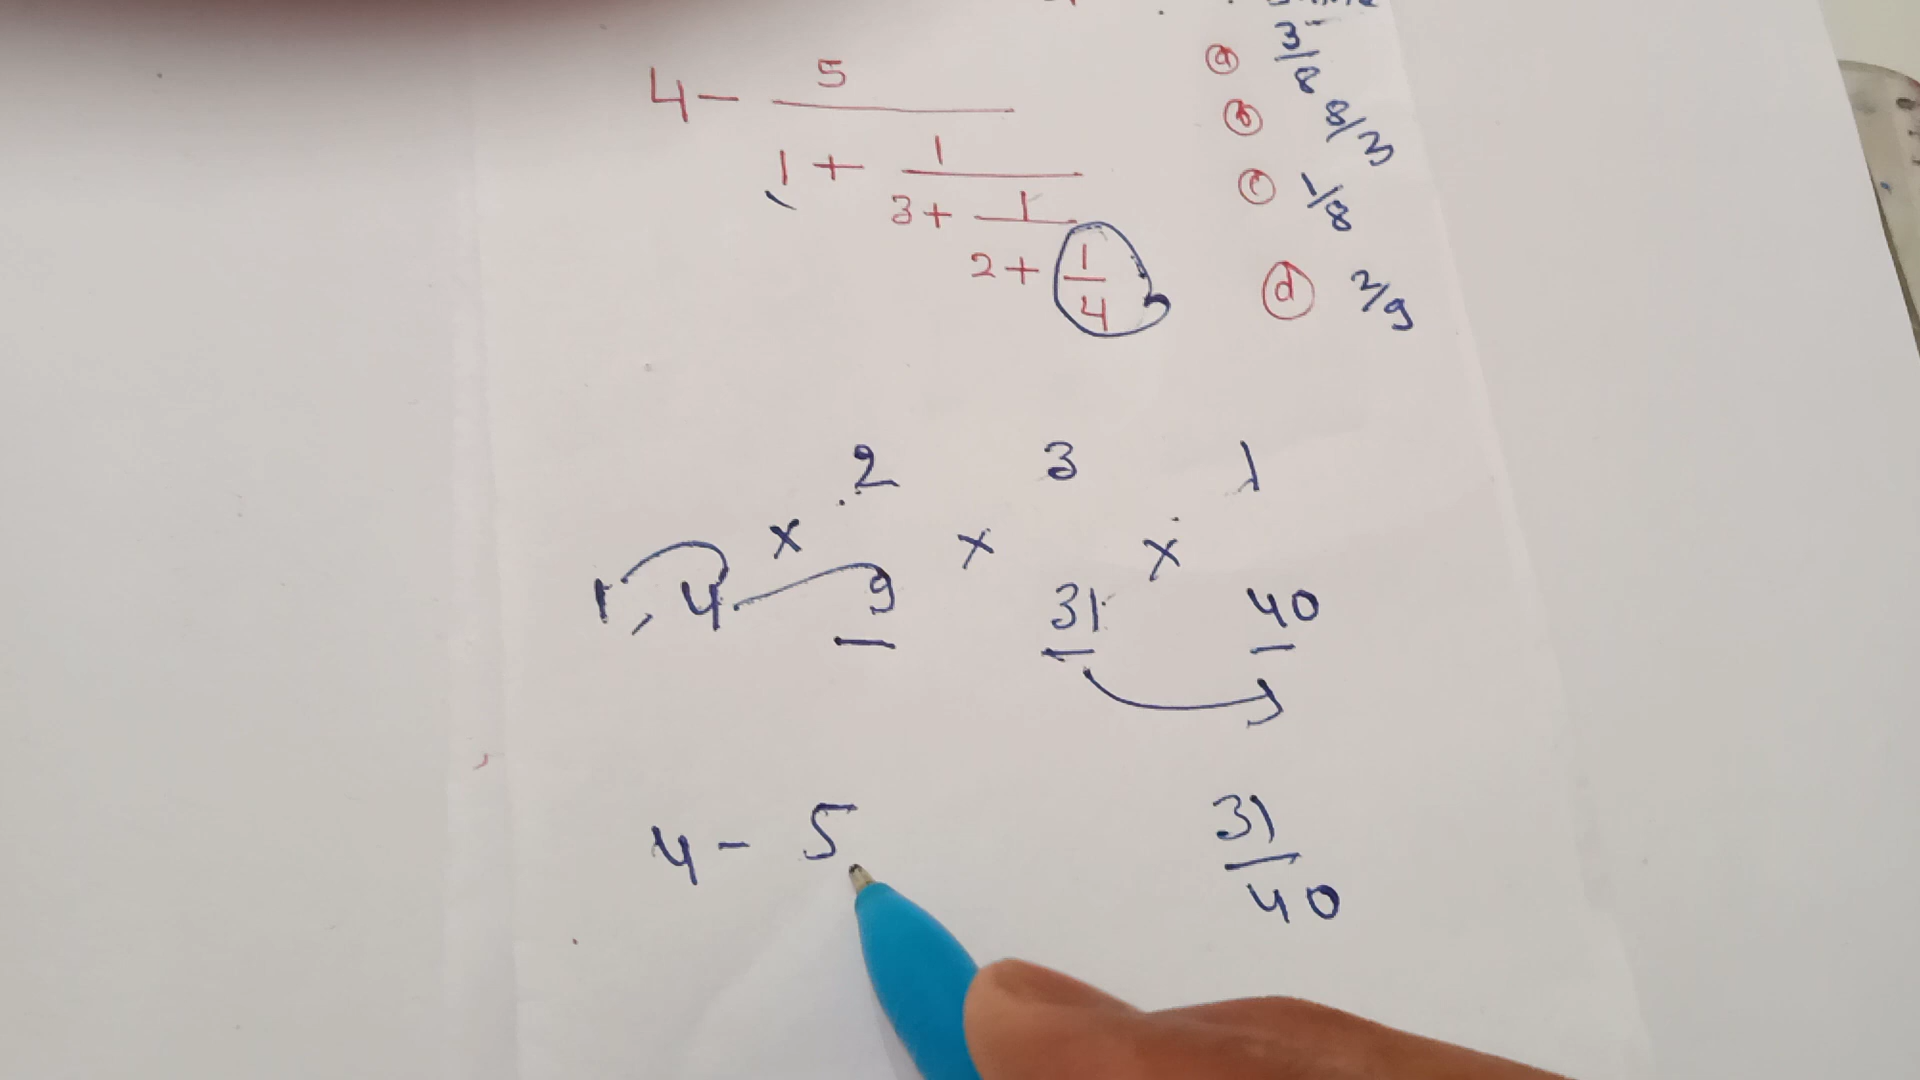 4 - 5
1 + 1
3 + 1
2 + 1
4
ⓐ 3/8
ⓑ 8/3
ⓒ 1/8
ⓓ 2/9
2 3 1
x x x
1, 4 9 31 40
4 - 5 31
40